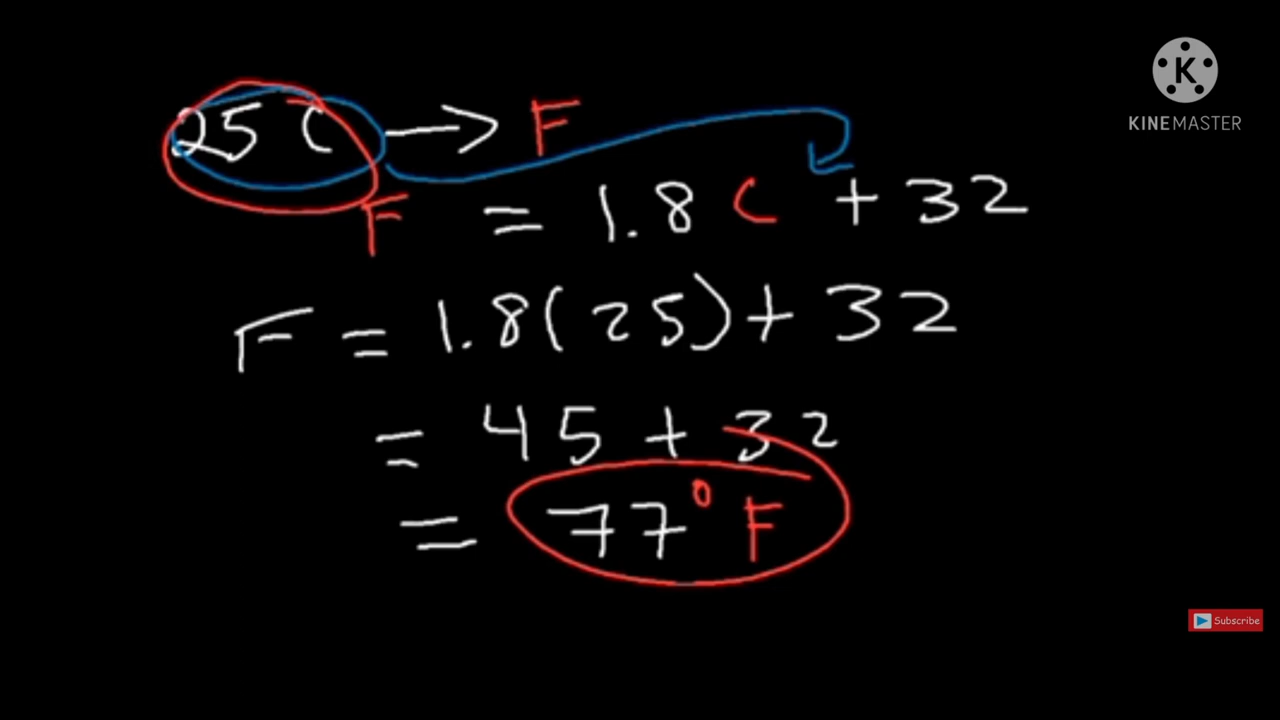 25 C → F
K
KINEMASTER
F = 1.8 C + 32
F = 1.8(25) + 32
= 45 + 32
= 77° F
Subscribe